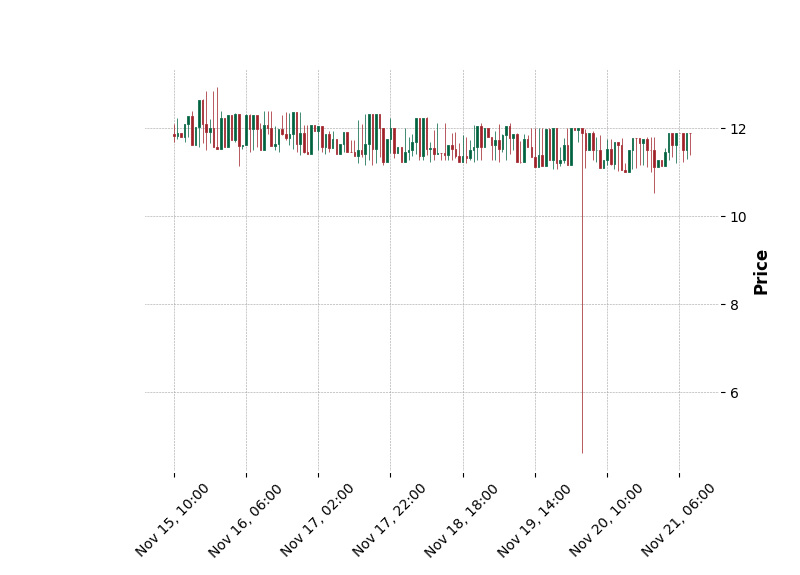 12
10
8
6
Price
Nov 15, 10:00
Nov 16, 06:00
Nov 17, 02:00
Nov 17, 22:00
Nov 18, 18:00
Nov 19, 14:00
Nov 20, 10:00
Nov 21, 06:00